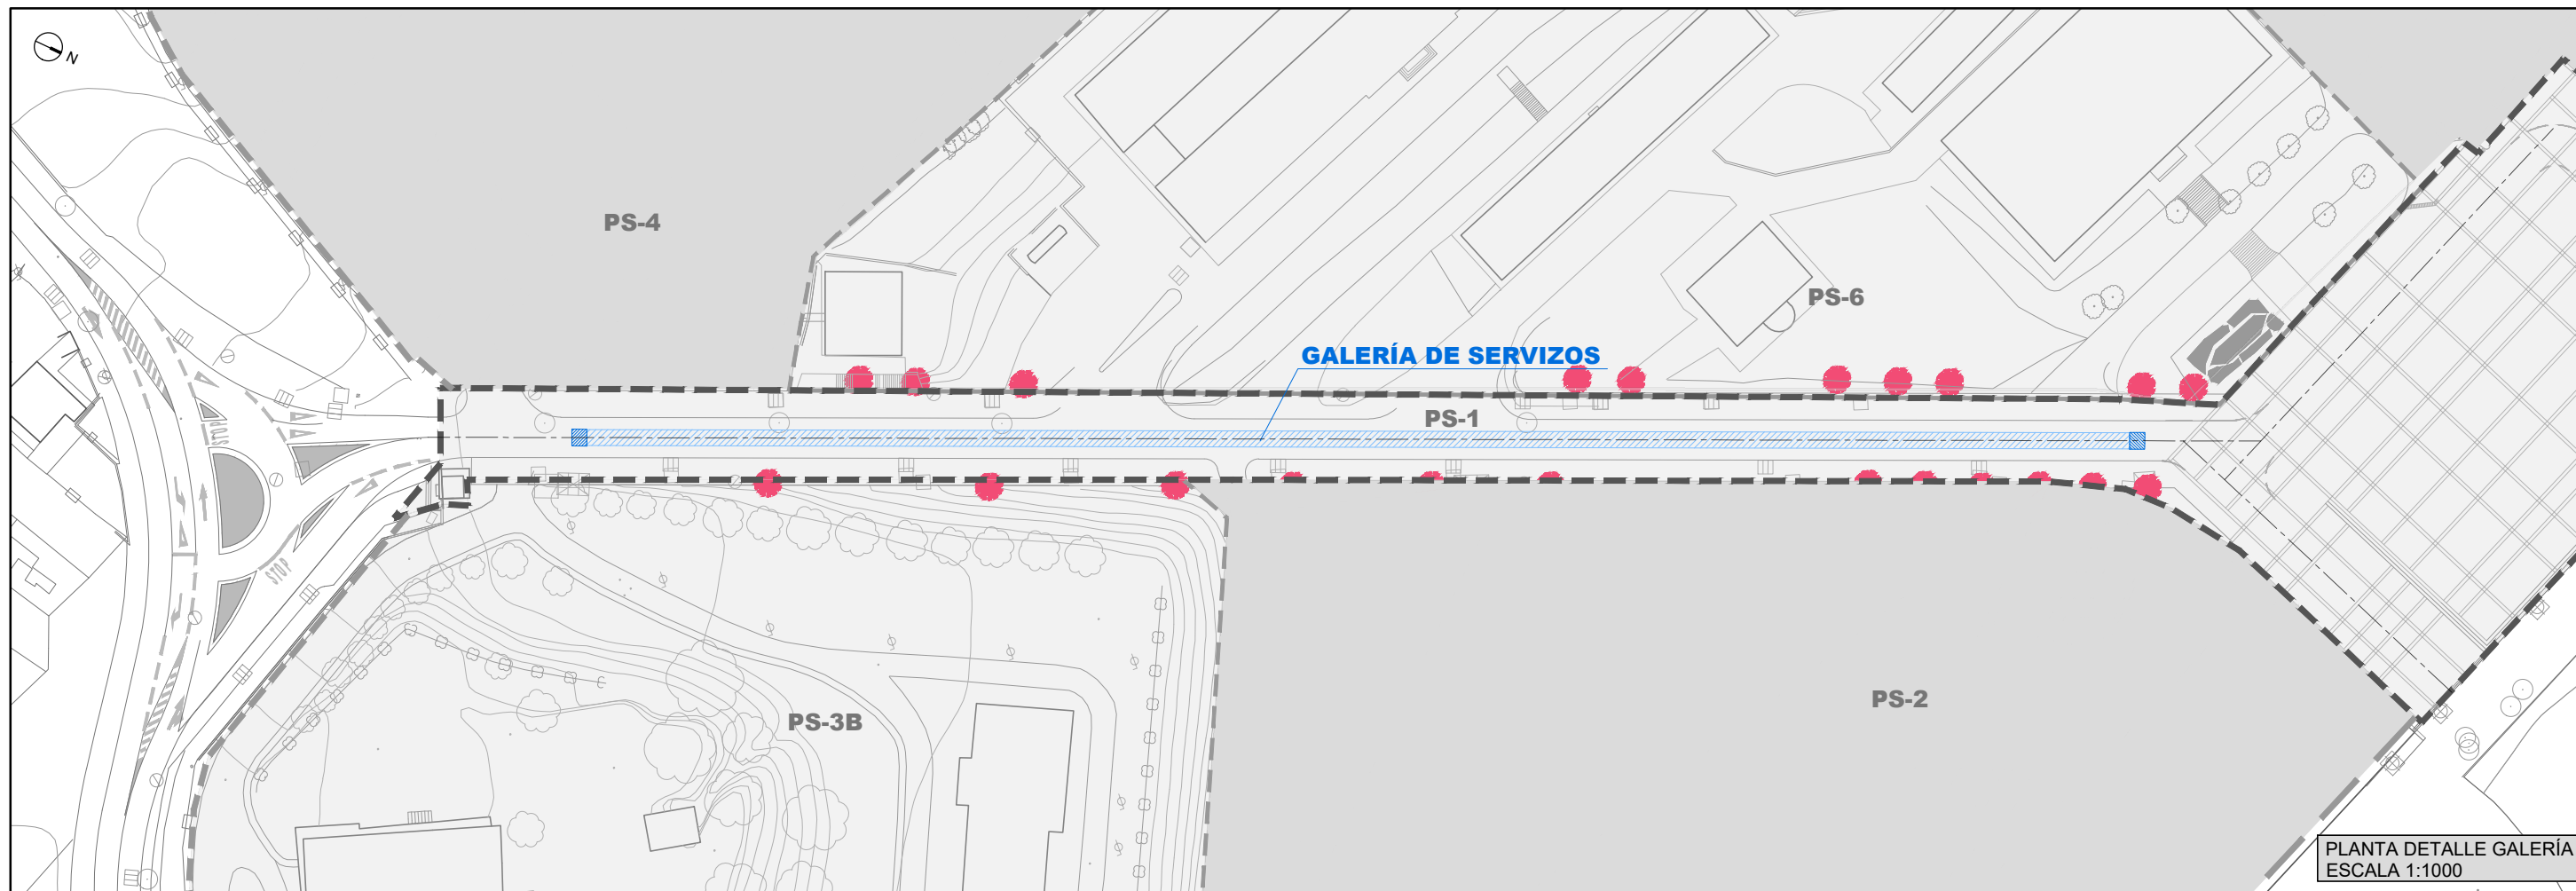 N
PS-4
PS-6
GALERÍA DE SERVIZOS
PS-1
STOP
STOP
PS-2
PS-3B
PLANTA DETALLE GALERÍA
ESCALA 1:1000